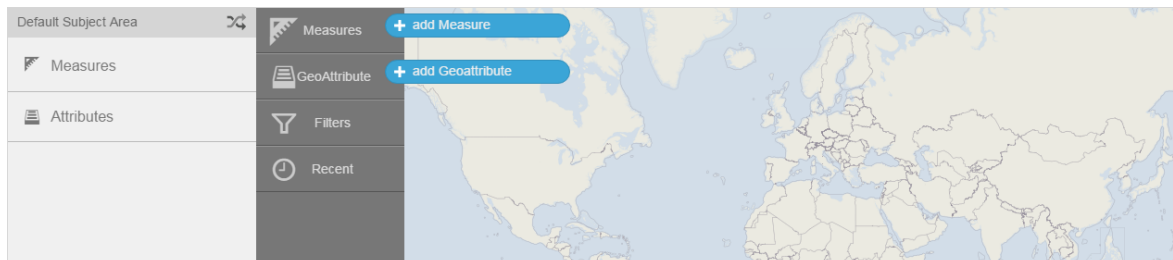 Default Subject Area
Measures
Attributes
Measures
add Measure
GeoAttribute
add Geoattribute
Filters
Recent